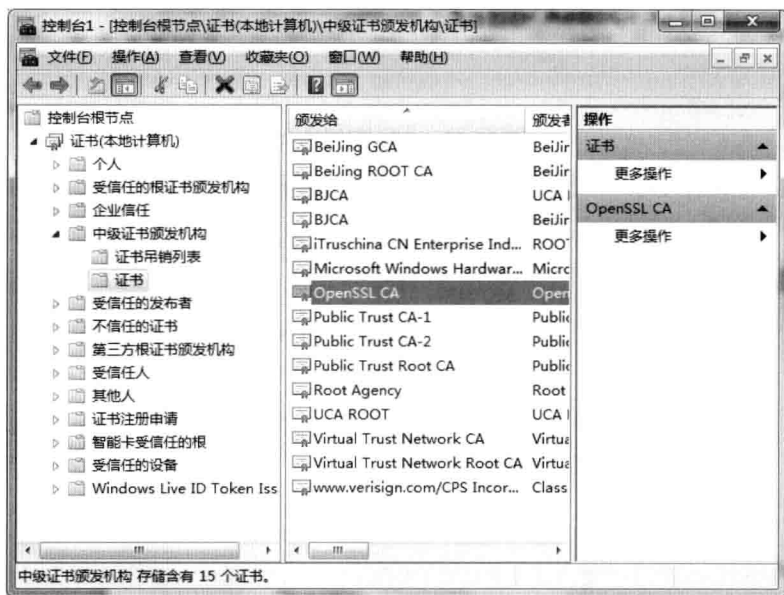 控制台1 - [控制台根节点\证书(本地计算机)\中级证书颁发机构\证书]
文件(F) 操作(A) 查看(V) 收藏夹(O) 窗口(W) 帮助(H)
控制台根节点
证书(本地计算机)
个人
受信任的根证书颁发机构
企业信任
中级证书颁发机构
证书吊销列表
证书
受信任的发布者
不信任的证书
第三方根证书颁发机构
受信任人
其他人
证书注册申请
智能卡受信任的根
受信任的设备
Windows Live ID Token Iss
颁发给 颁发者
BeiJing GCA BeiJir
BeiJing ROOT CA BeiJir
BJCA UCA
BJCA BeiJir
iTruschina CN Enterprise Ind... ROO
Microsoft Windows Hardwar... Micro
OpenSSL CA Open
Public Trust CA-1 Public
Public Trust CA-2 Public
Public Trust Root CA Public
Root Agency Root
UCA ROOT UCA
Virtual Trust Network CA Virtua
Virtual Trust Network Root CA Virtua
www.verisign.com/CPS Incor... Class
操作
证书
更多操作
OpenSSL CA
更多操作
中级证书颁发机构 存储含有 15 个证书。